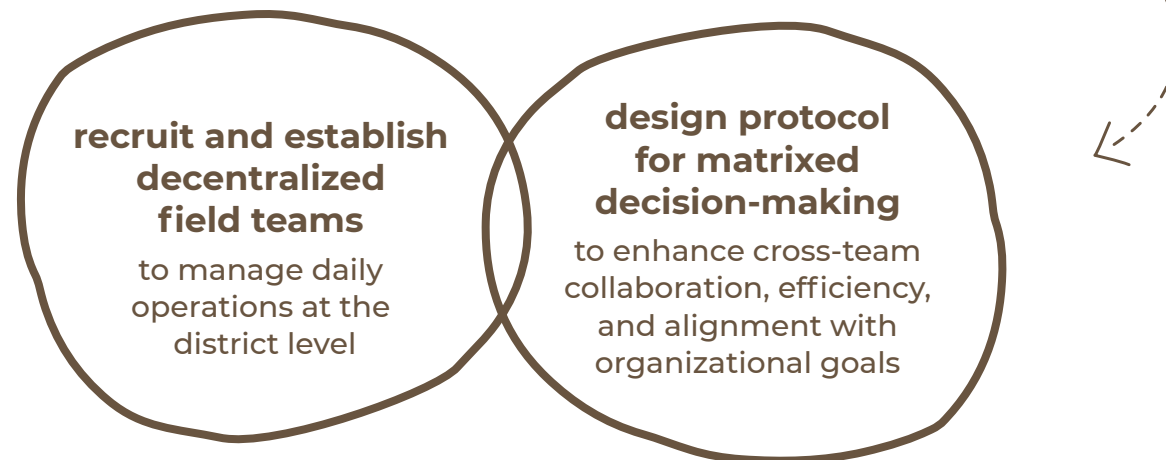 recruit and establish
decentralized
field teams
to manage daily
operations at the
district level
design protocol
for matrixed
decision-making
to enhance cross-team
collaboration, efficiency,
and alignment with
organizational goals